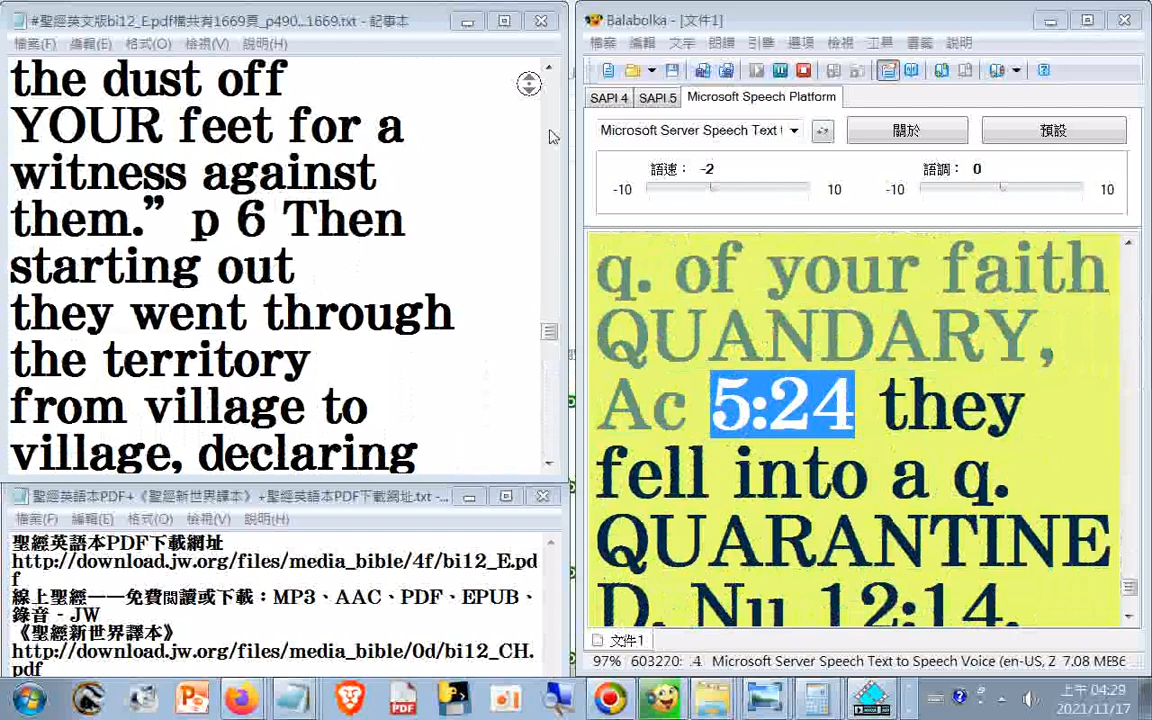 #聖經英文版bi12_E.pdf檔共有1669頁_p490...1669.txt - 記事本
檔案(F) 編輯(E) 格式(O) 檢視(V) 說明(H)
the dust off
YOUR feet for a
witness against
them.” p 6 Then
starting out
they went through
the territory
from village to
village, declaring
聖經英語本PDF+《聖經新世界譯本》+聖經英語本PDF下載網址.txt - ...
檔案(F) 編輯(E) 格式(O) 檢視(V) 說明(H)
聖經英語本PDF下載網址
http://download.jw.org/files/media_bible/4f/bi12_E.pd
f
線上聖經——免費閱讀或下載：MP3、AAC、PDF、EPUB、
錄音 - JW
《聖經新世界譯本》
http://download.jw.org/files/media_bible/0d/bi12_CH.
pdf
Balabolka - [文件1]
檔案 編輯 文字 朗讀 引擎 選項 檢視 工具 書籤 說明
SAPI 4 SAPI 5 Microsoft Speech Platform
Microsoft Server Speech Text 關於 預設
語速： -2 語調： 0
-10 10 -10 10
q. of your faith
QUANDARY,
Ac 5:24 they
fell into a q.
QUARANTINE
D, Nu 12:14.
文件1
97% 603220: .4. Microsoft Server Speech Text to Speech Voice (en-US, Z 7.08 MB
上午 04:29
2021/11/17